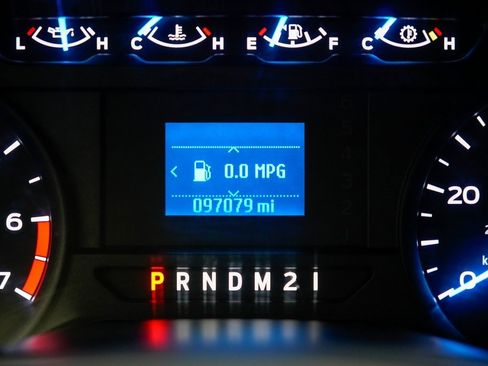 L H C H E F C H
0.0 MPG
097079 mi
6
7
20
0
P R N D M 2 1